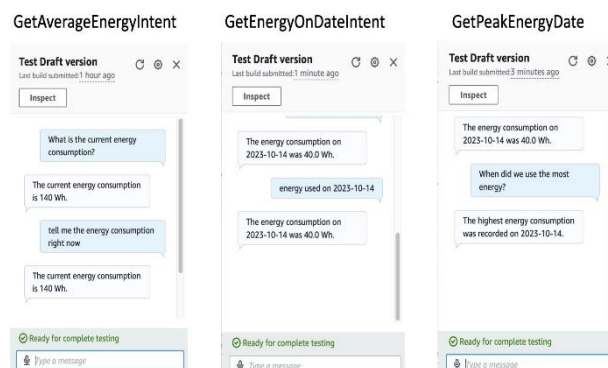 GetAverageEnergyIntent
Test Draft version
Last build submitted: 1 hour ago
Inspect
What is the current energy
consumption?
The current energy consumption
is 140 Wh.
tell me the energy consumption
right now
The current energy consumption
is 140 Wh.
Ready for complete testing
Type a message
GetEnergyOnDateIntent
Test Draft version
Last build submitted: 1 minute ago
Inspect
The energy consumption on
2023-10-14 was 40.0 Wh.
energy used on 2023-10-14
The energy consumption on
2023-10-14 was 40.0 Wh.
Ready for complete testing
Type a message
GetPeakEnergyDate
Test Draft version
Last build submitted: 3 minutes ago
Inspect
The energy consumption on
2023-10-14 was 40.0 Wh.
When did we use the most
energy?
The highest energy consumption
was recorded on 2023-10-14.
Ready for complete testing
Type a message